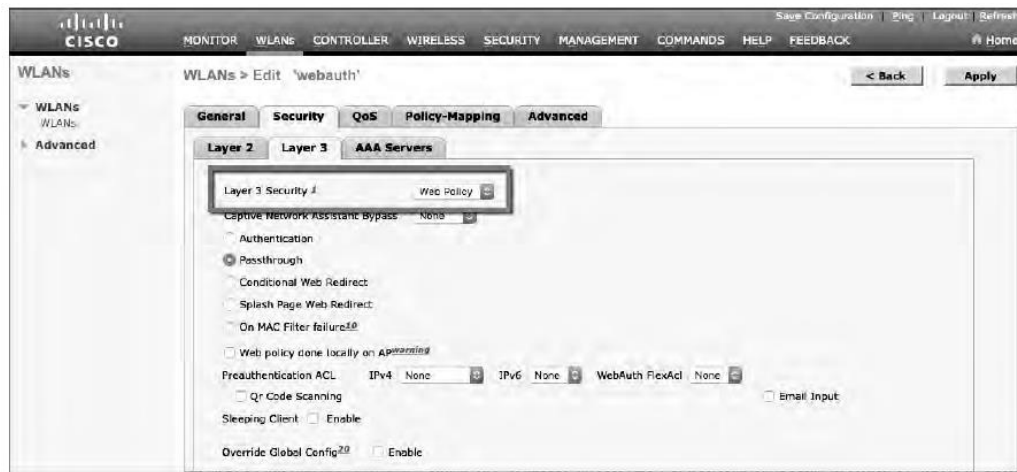 Save Configuration | Ping | Logout | Refresh
CISCO MONITOR WLANs CONTROLLER WIRELESS SECURITY MANAGEMENT COMMANDS HELP FEEDBACK Home
WLANs
WLANs > Edit 'webauth'
< Back Apply
WLANs
WLANs
Advanced
General Security QoS Policy-Mapping Advanced
Layer 2 Layer 3 AAA Servers
Layer 3 Security 1 Web Policy
Captive Network Assistant Bypass None
Authentication
Passthrough
Conditional Web Redirect
Splash Page Web Redirect
On MAC Filter failure10
Web policy done locally on APwarning
Preauthentication ACL IPv4 None IPv6 None WebAuth FlexAcl None
Qr Code Scanning Email Input
Sleeping Client Enable
Override Global Config20 Enable